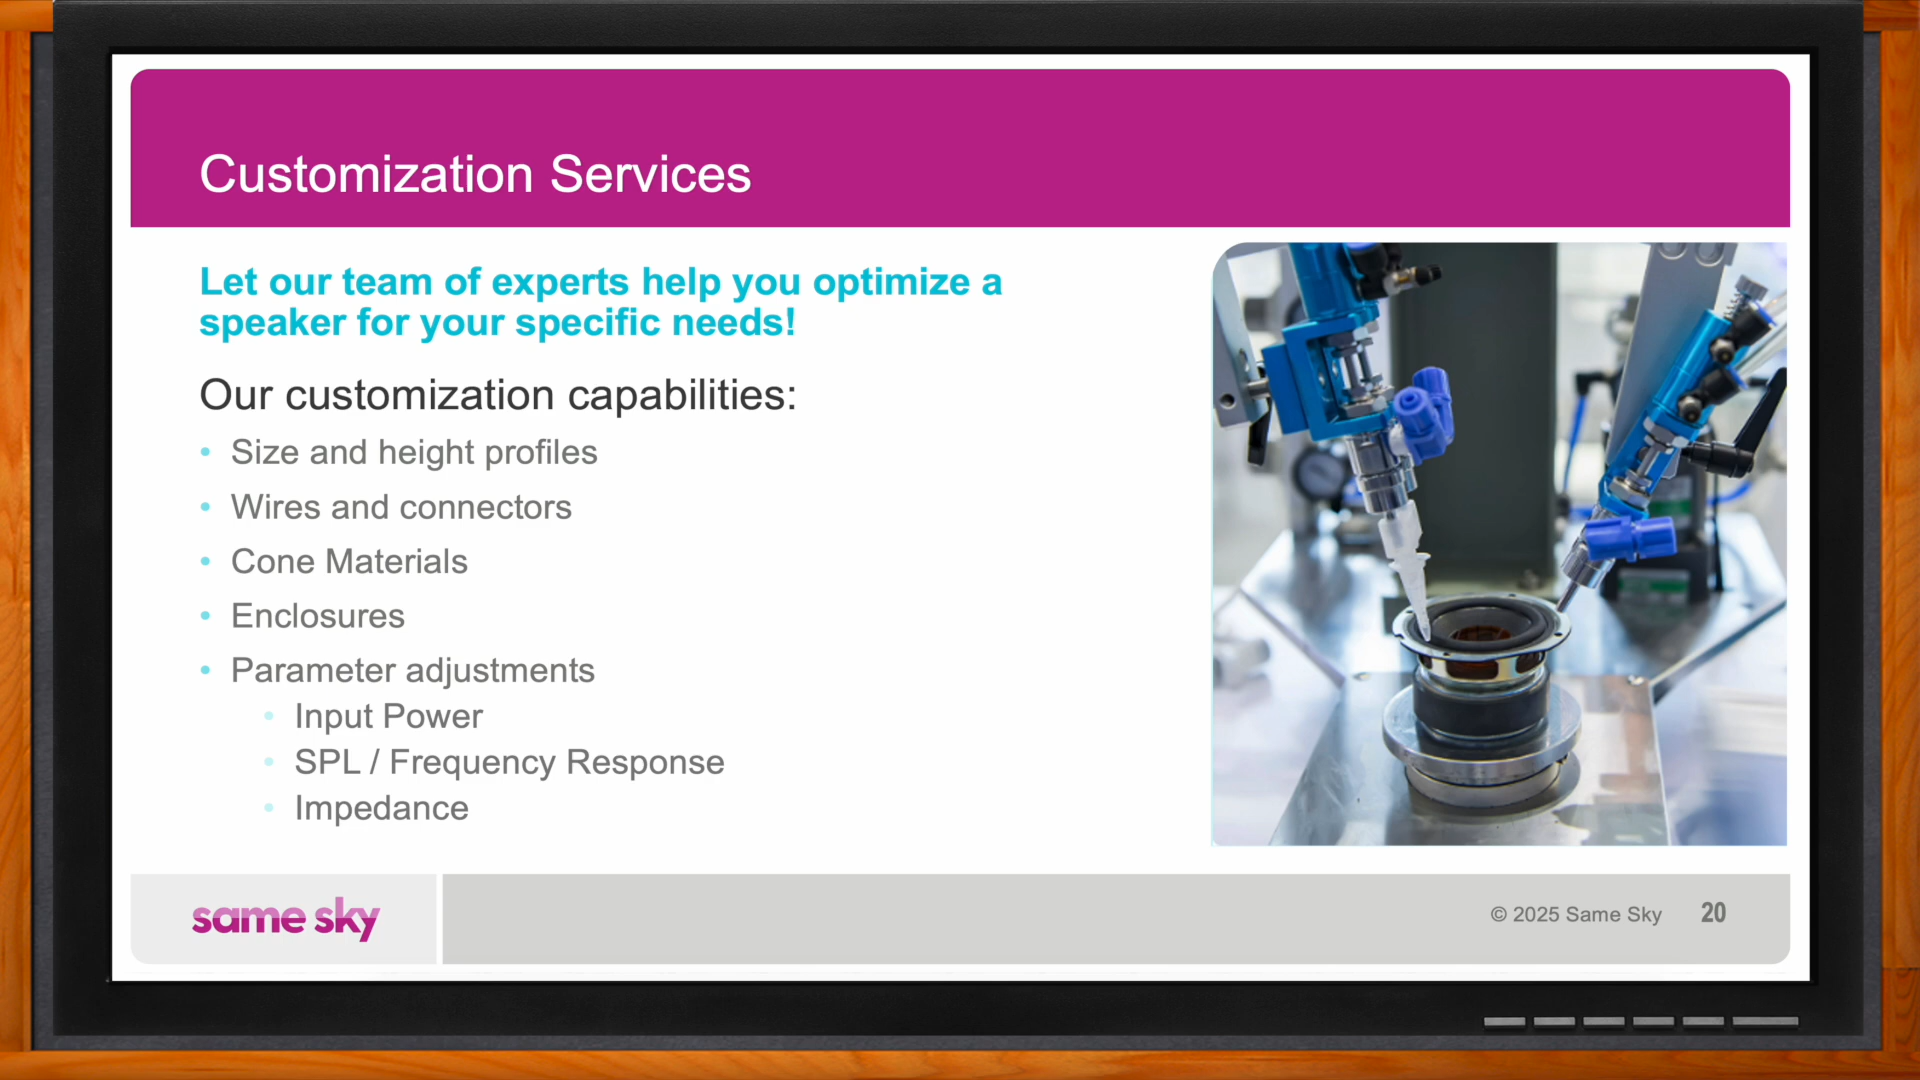 Customization Services
Let our team of experts help you optimize a
speaker for your specific needs!
Our customization capabilities:
• Size and height profiles
• Wires and connectors
• Cone Materials
• Enclosures
• Parameter adjustments
• Input Power
• SPL / Frequency Response
• Impedance
same sky
© 2025 Same Sky 20